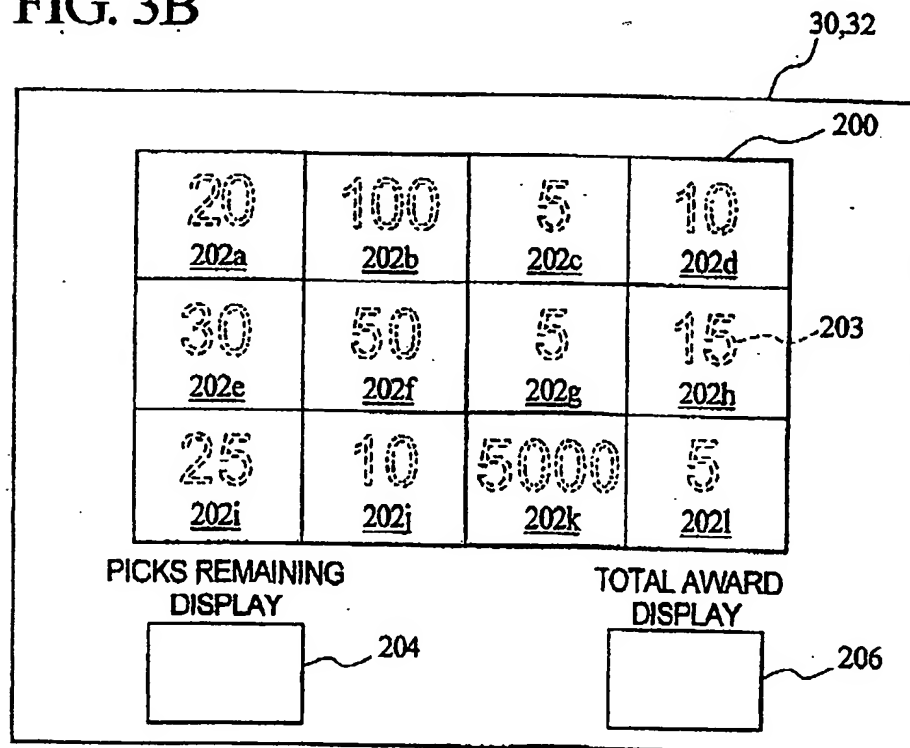 FIG. 3B
30,32
200
20 100 5 10
202a 202b 202c 202d
30 50 5 15 203
202e 202f 202g 202h
25 10 5000 5
202i 202j 202k 202l
PICKS REMAINING
DISPLAY
TOTAL AWARD
DISPLAY
204
206